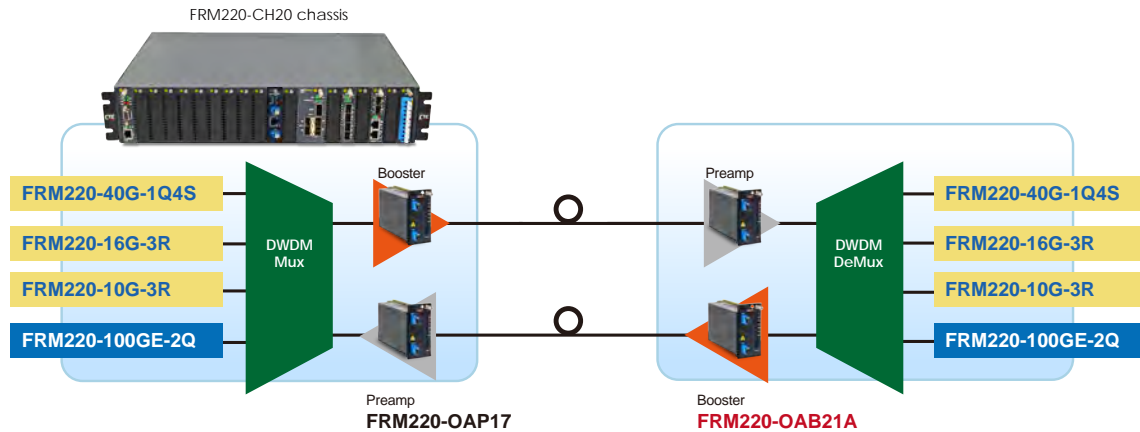 FRM220-CH20 chassis
Booster
Preamp
FRM220-40G-1Q4S
FRM220-16G-3R
FRM220-10G-3R
FRM220-100GE-2Q
DWDM
Mux
DWDM
DeMux
FRM220-40G-1Q4S
FRM220-16G-3R
FRM220-10G-3R
FRM220-100GE-2Q
Preamp
FRM220-OAP17
Booster
FRM220-OAB21A